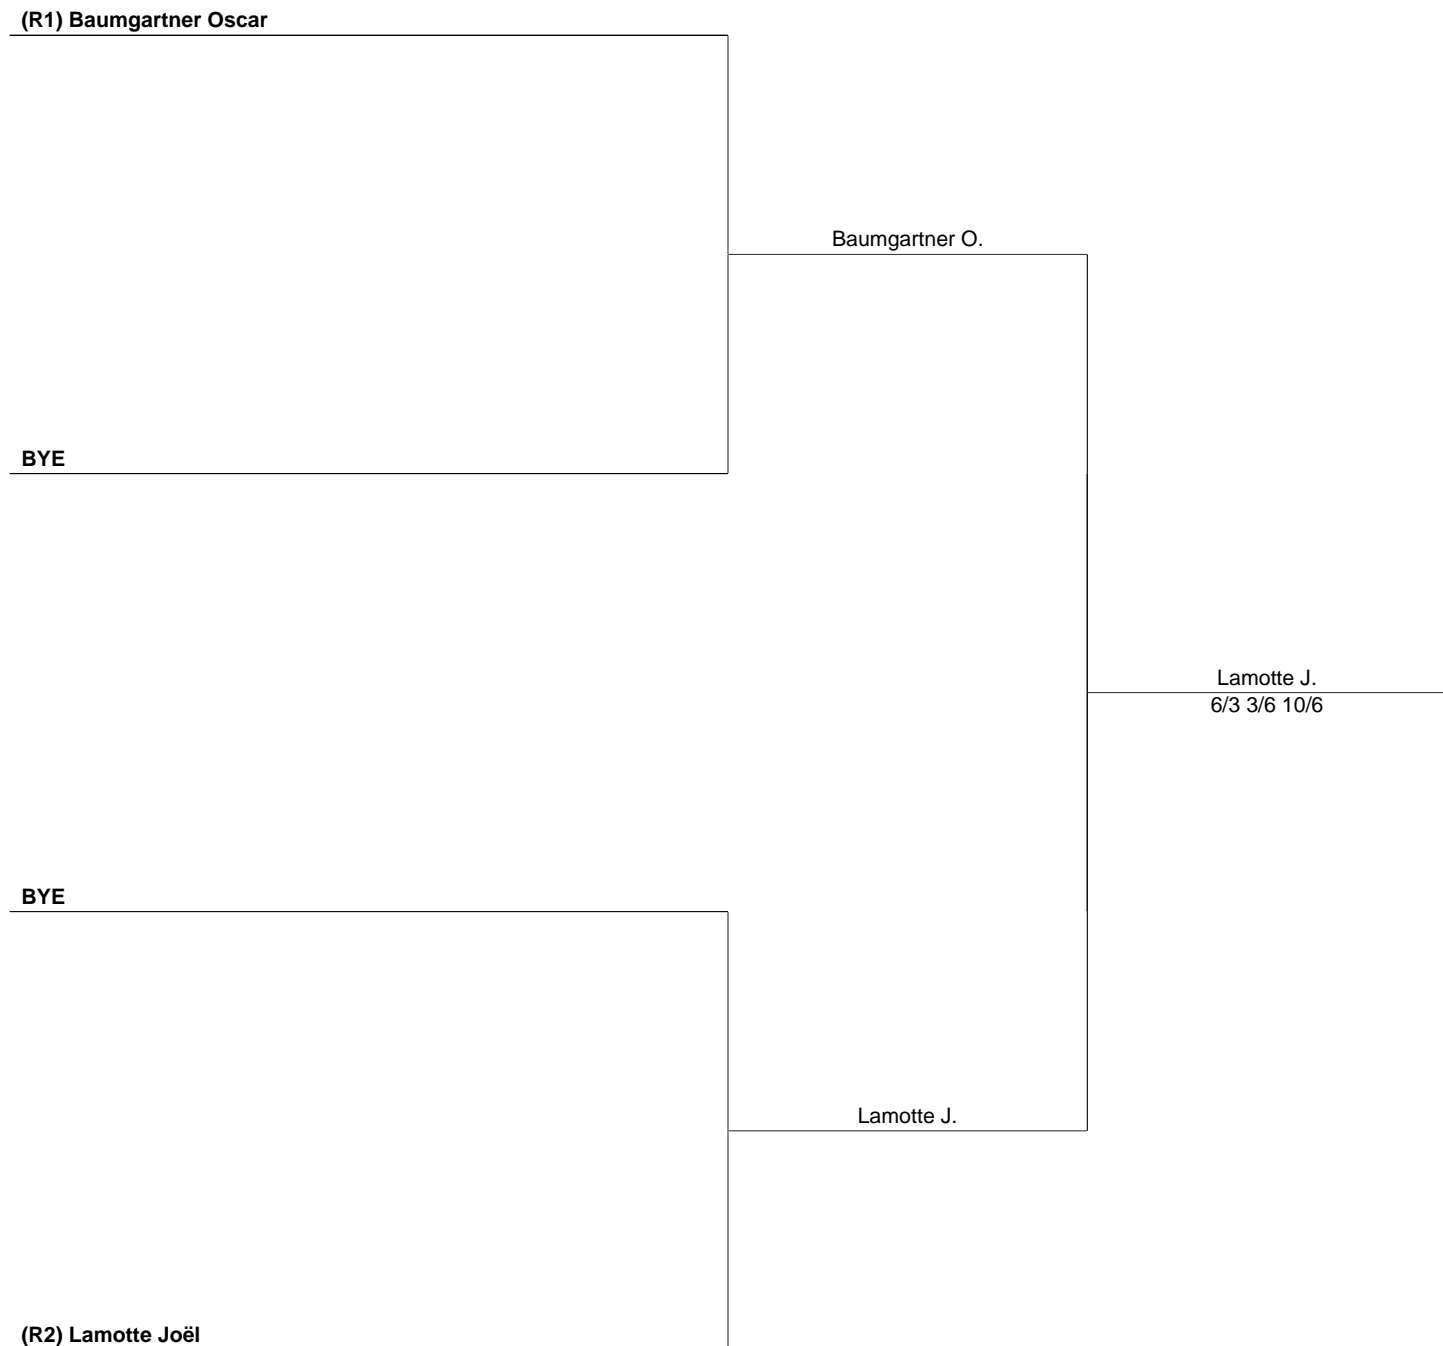 (R1) Baumgartner Oscar
Baumgartner O.
BYE
Lamotte J.
6/3 3/6 10/6
BYE
Lamotte J.
(R2) Lamotte Joël